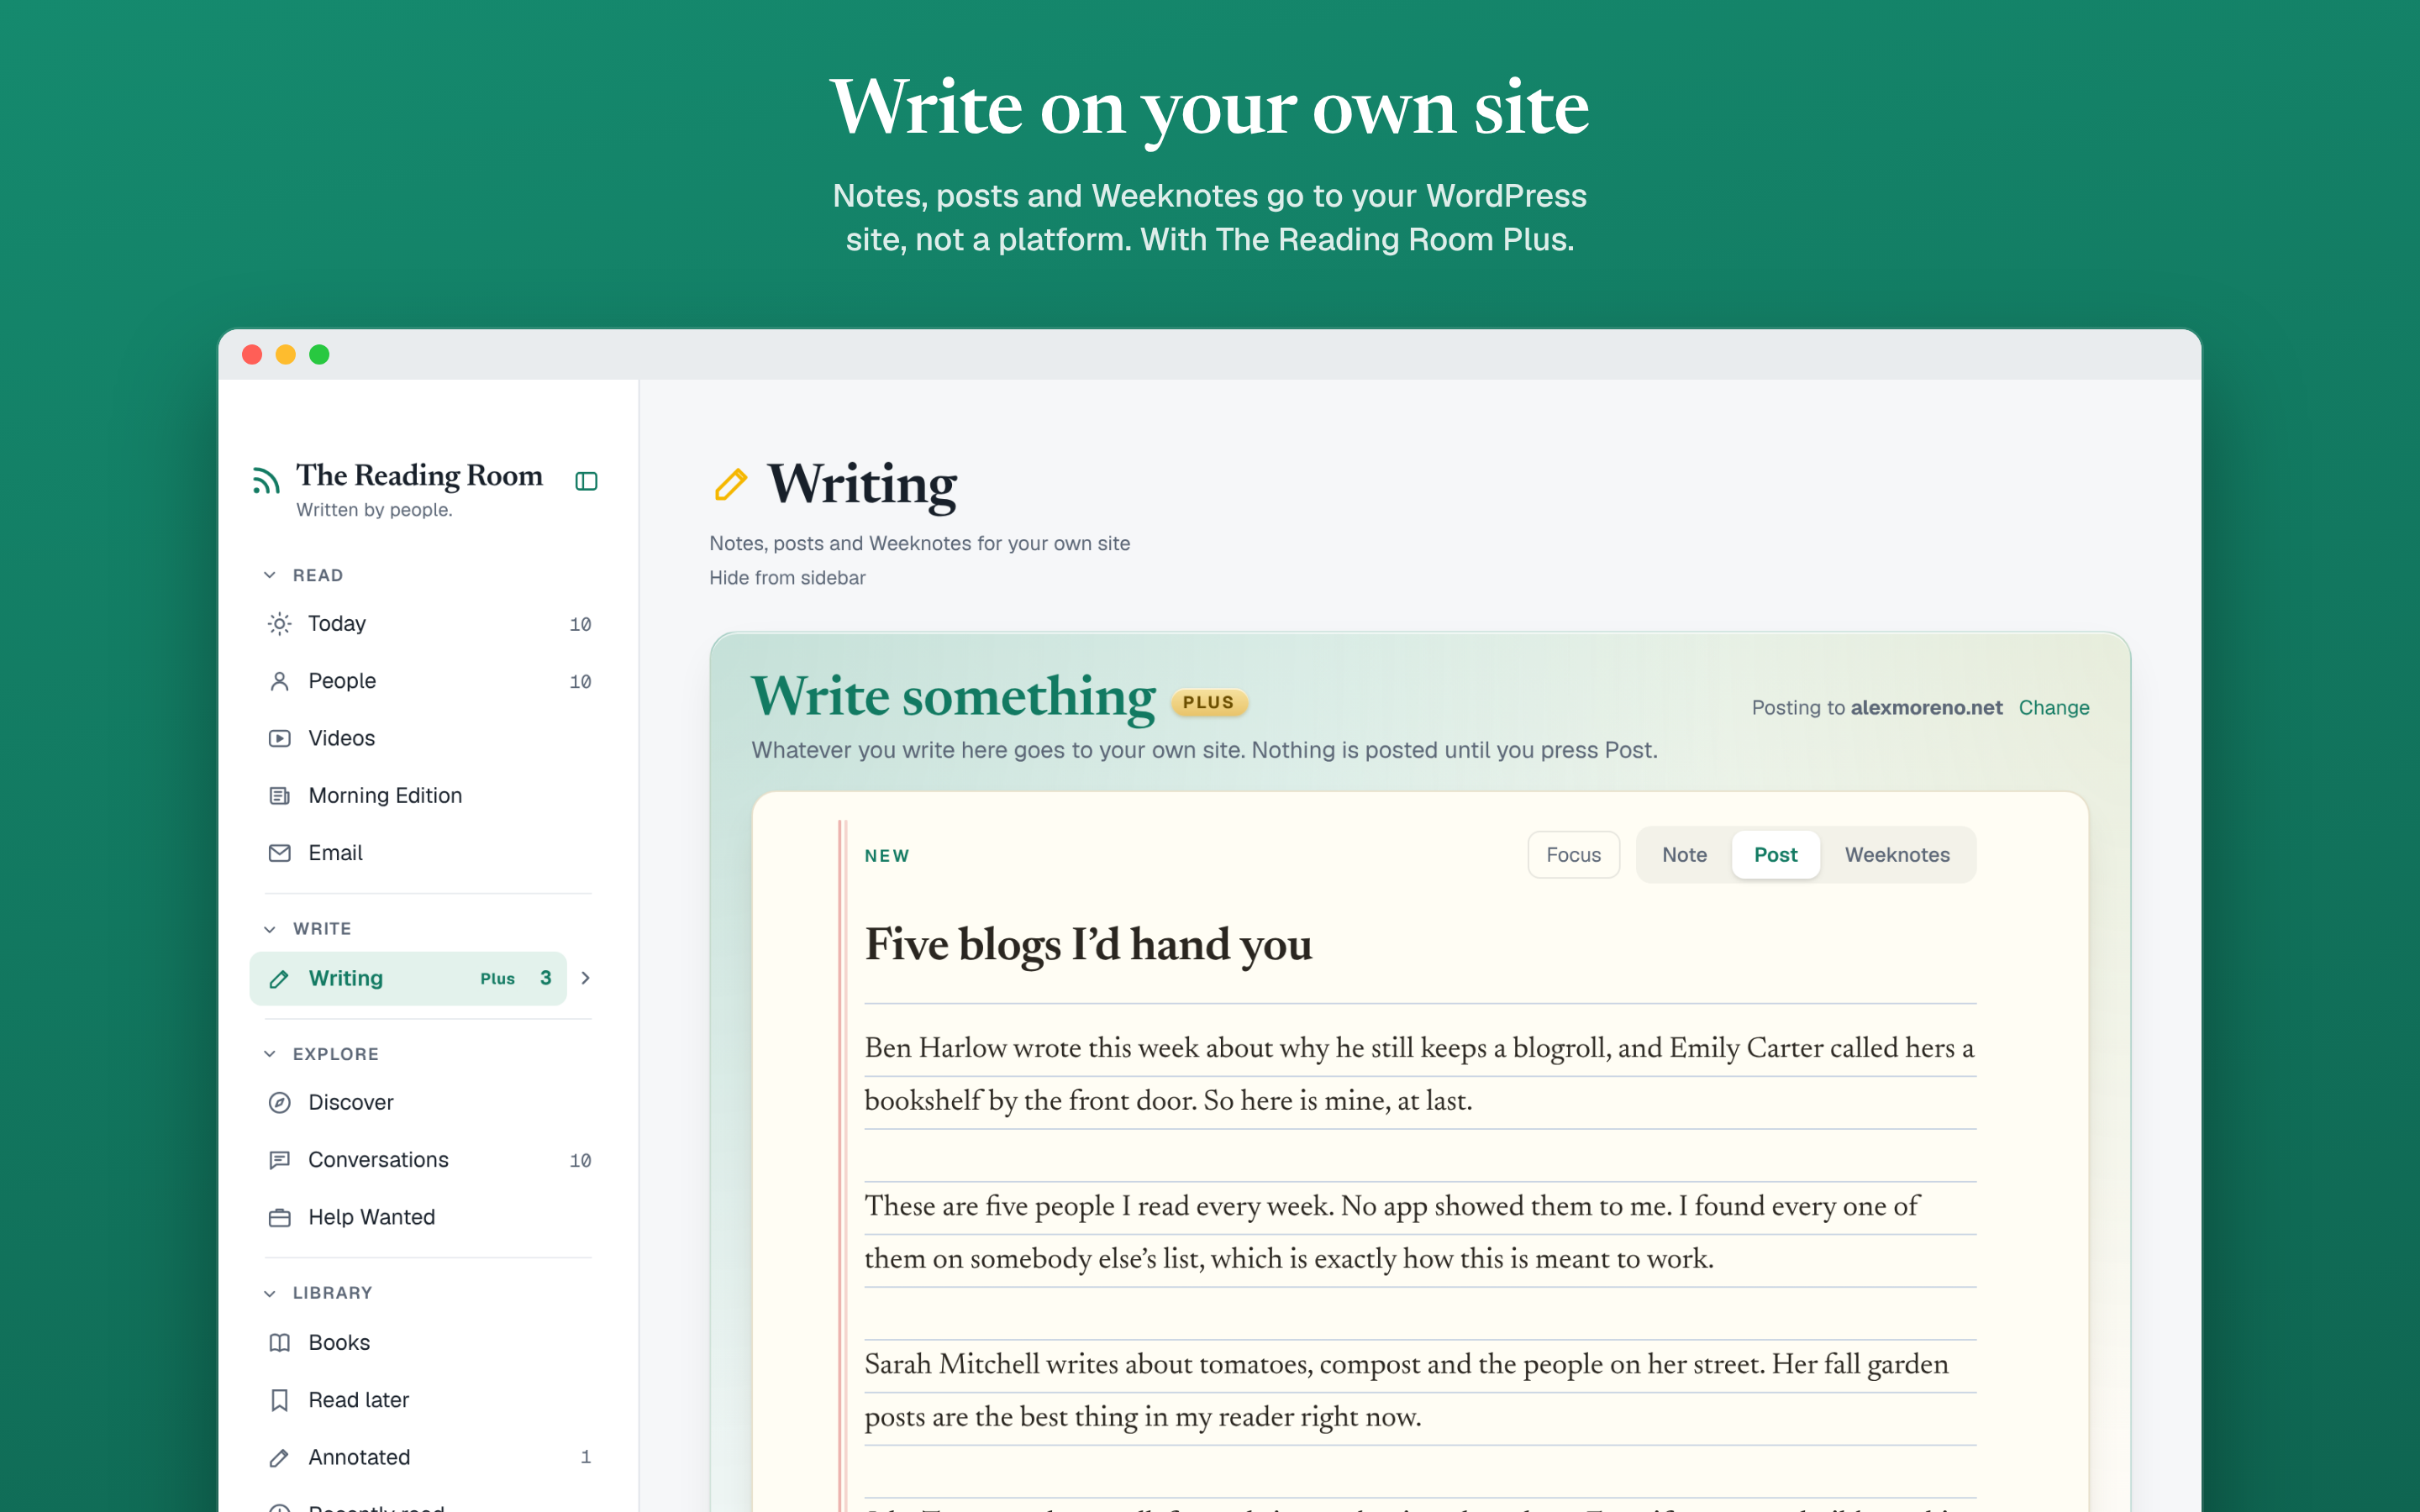 Write on your own site
Notes, posts and Weeknotes go to your WordPress
site, not a platform. With The Reading Room Plus.
The Reading Room
Written by people.
READ
Today 10
People 10
Videos
Morning Edition
Email
WRITE
Writing Plus 3
EXPLORE
Discover
Conversations 10
Help Wanted
LIBRARY
Books
Read later
Annotated 1
Writing
Notes, posts and Weeknotes for your own site
Hide from sidebar
Write something PLUS
Posting to alexmoreno.net Change
Whatever you write here goes to your own site. Nothing is posted until you press Post.
NEW
Focus Note Post Weeknotes
Five blogs I’d hand you
Ben Harlow wrote this week about why he still keeps a blogroll, and Emily Carter called hers a
bookshelf by the front door. So here is mine, at last.
These are five people I read every week. No app showed them to me. I found every one of
them on somebody else’s list, which is exactly how this is meant to work.
Sarah Mitchell writes about tomatoes, compost and the people on her street. Her fall garden
posts are the best thing in my reader right now.